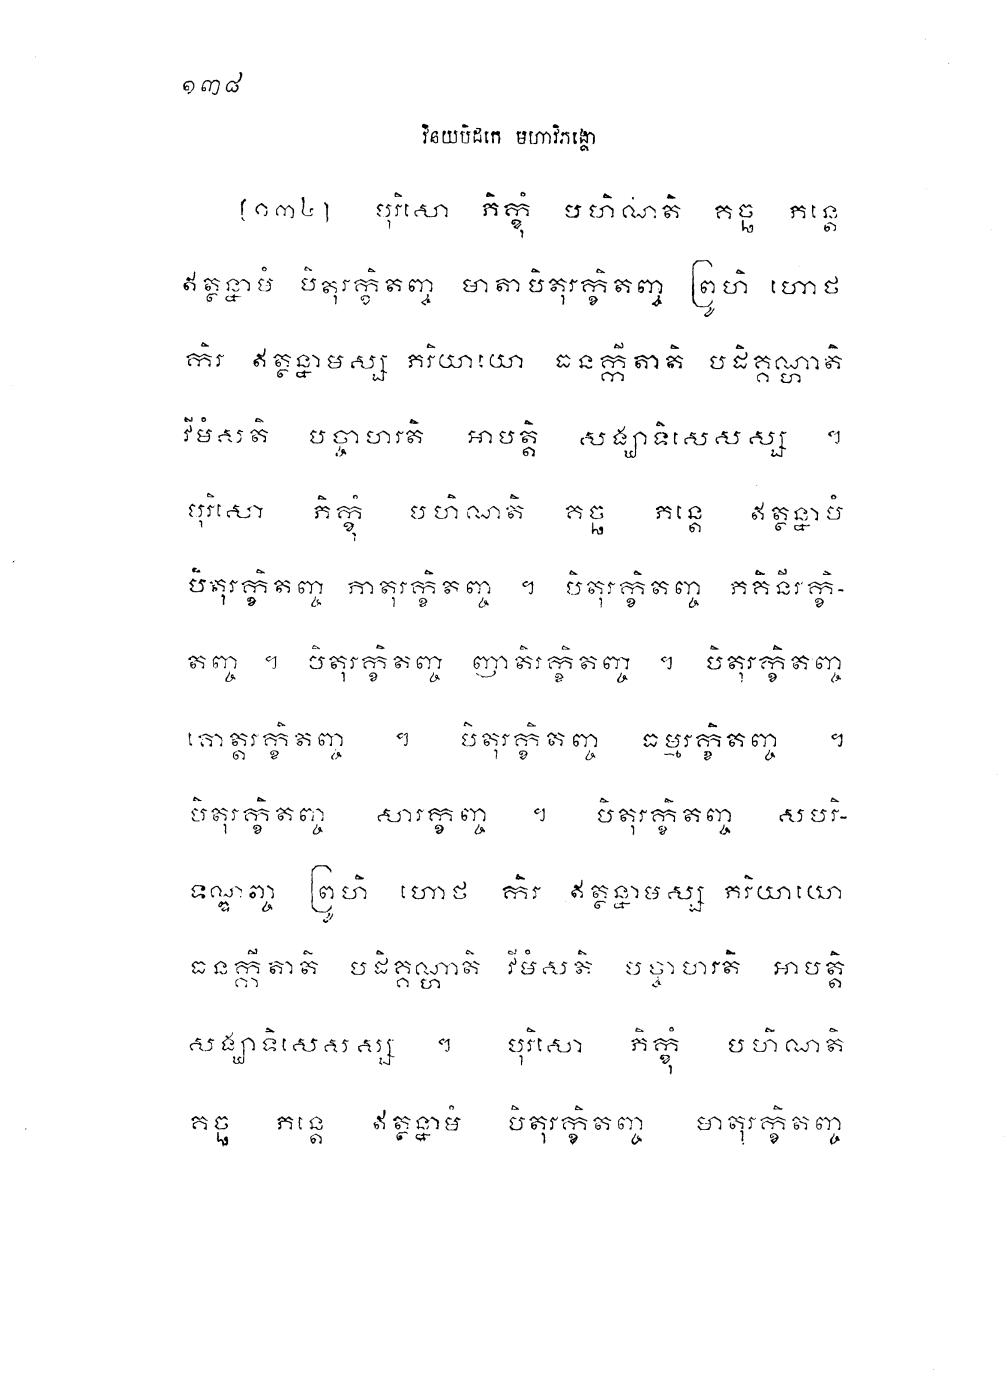 ១៣៨
វិនយបិដកេ មហាវិភង្គោ
[១៣៤] បុរិសោ ភិក្ខុំ បហិណតិ គច្ឆ ភន្តេ
ឥត្ថន្នាមំ បិតុរក្ខិតញ្ច មាតាបិតុរក្ខិតញ្ច ព្រូហិ ហោថ
កិរ ឥត្ថន្នាមស្ស ភរិយាយោ ធនក្កីតាតិ បដិគ្គណ្ហាតិ
វីមំសតិ បច្ចាហរតិ អាបត្តិ សង្ឃាទិសេសស្ស ។
បុរិសោ ភិក្ខុំ បហិណតិ គច្ឆ ភន្តេ ឥត្ថន្នាមំ
បិតុរក្ខិតញ្ច ភាតុរក្ខិតញ្ច ។ បិតុរក្ខិតញ្ច ភគិនីរក្ខិ-
តញ្ច ។ បិតុរក្ខិតញ្ច ញាតិរក្ខិតញ្ច ។ បិតុរក្ខិតញ្ច
គោត្តរក្ខិតញ្ច ។ បិតុរក្ខិតញ្ច ធម្មរក្ខិតញ្ច ។
បិតុរក្ខិតញ្ច សារក្ខញ្ច ។ បិតុរក្ខិតញ្ច សបរិ-
ទណ្ឌញ្ច ព្រូហិ ហោថ កិរ ឥត្ថន្នាមស្ស ភរិយាយោ
ធនក្កីតាតិ បដិគ្គណ្ហាតិ វីមំសតិ បច្ចាហរតិ អាបត្តិ
សង្ឃាទិសេសស្ស ។ បុរិសោ ភិក្ខុំ បហិណតិ
គច្ឆ ភន្តេ ឥត្ថន្នាមំ បិតុរក្ខិតញ្ច មាតុរក្ខិតញ្ច